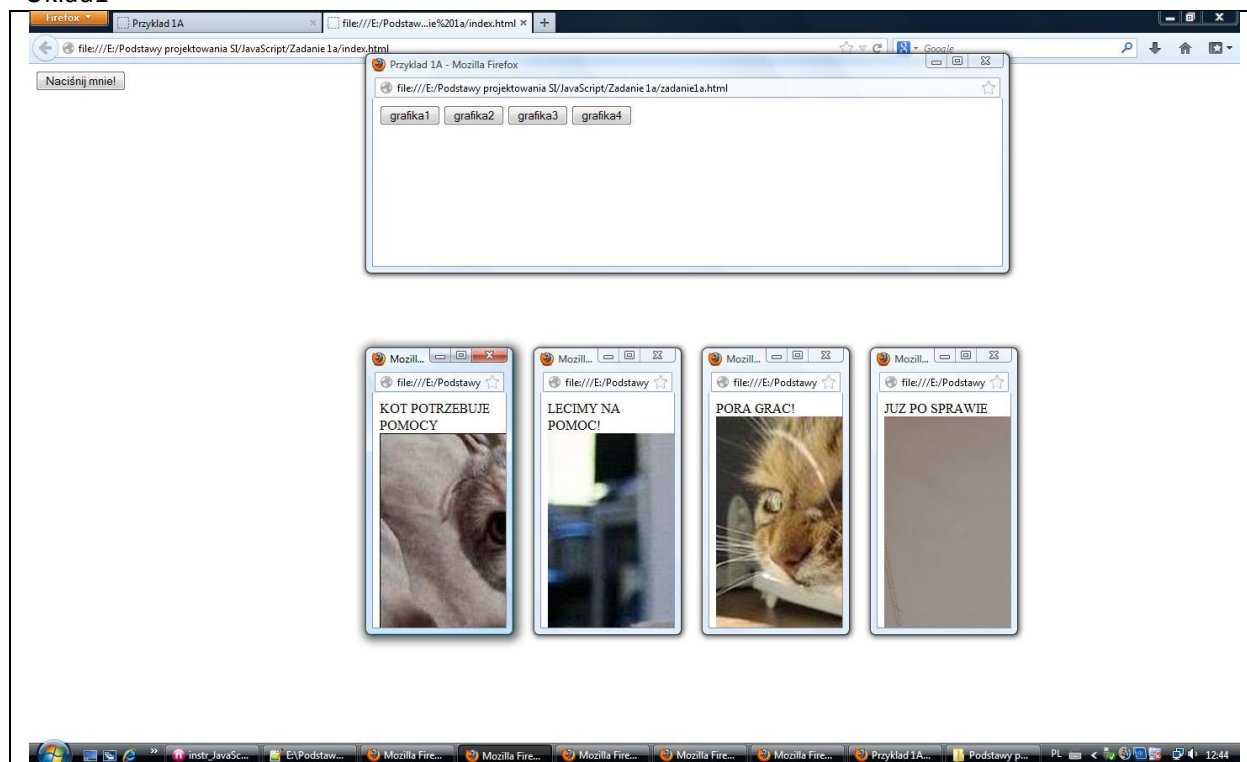 Firefox
Przyklad 1A
file:///E:/Podstaw...ie%201a/index.html
file:///E:/Podstawy projektowania SI/JavaScript/Zadanie 1a/index.html
Google
Naciśnij mnie!
Przyklad 1A - Mozilla Firefox
file:///E:/Podstawy projektowania SI/JavaScript/Zadanie 1a/zadanie1a.html
grafika1 grafika2 grafika3 grafika4
Mozill...
file:///E:/Podstawy
KOT POTRZEBUJE
POMOCY
Mozill...
file:///E:/Podstawy
LECIMY NA
POMOC!
Mozill...
file:///E:/Podstawy
PORA GRAC!
Mozill...
file:///E:/Podstawy
JUZ PO SPRAWIE
instr_JavaSc... E:\Podstaw... Mozilla Fire... Mozilla Fire... Mozilla Fire... Mozilla Fire... Mozilla Fire... Przyklad 1A... Podstawy p... PL 12:44